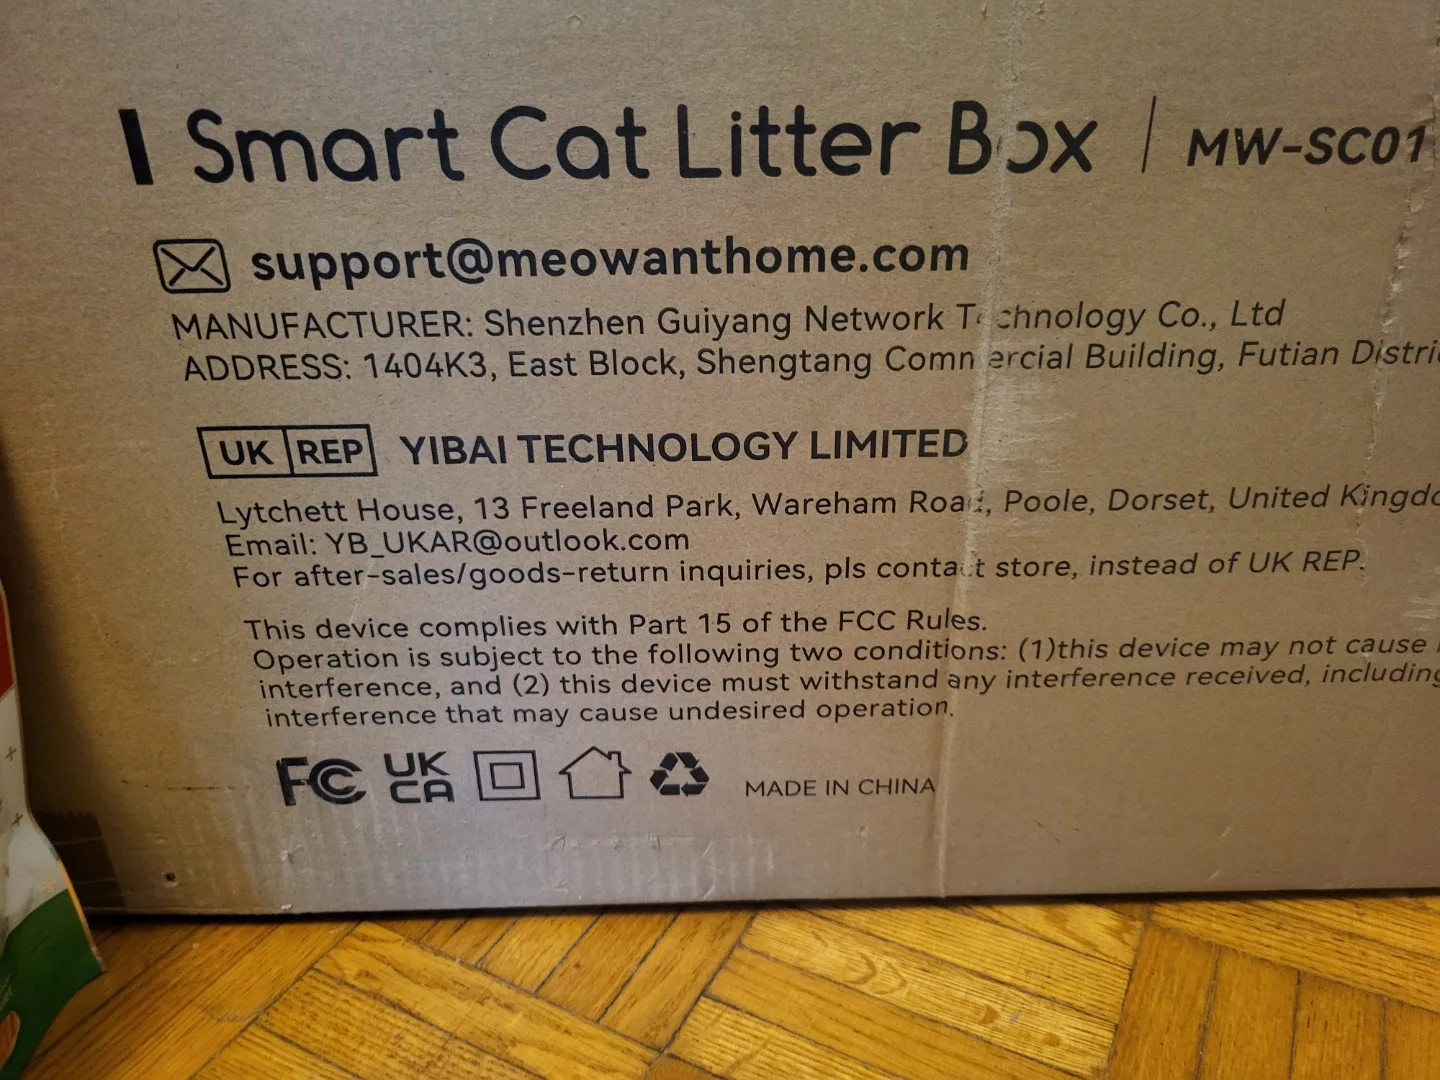 Smart Cat Litter Box | MW-SC01
support@meowanthome.com
MANUFACTURER: Shenzhen Guiyang Network Technology Co., Ltd
ADDRESS: 1404K3, East Block, Shengtang Commercial Building, Futian Distri
UK REP YIBAI TECHNOLOGY LIMITED
Lytchett House, 13 Freeland Park, Wareham Road, Poole, Dorset, United Kingdo
Email: YB_UKAR@outlook.com
For after-sales/goods-return inquiries, pls contact store, instead of UK REP.
This device complies with Part 15 of the FCC Rules.
Operation is subject to the following two conditions: (1)this device may not cause
interference, and (2) this device must withstand any interference received, including
interference that may cause undesired operation.
FC UK CA MADE IN CHINA